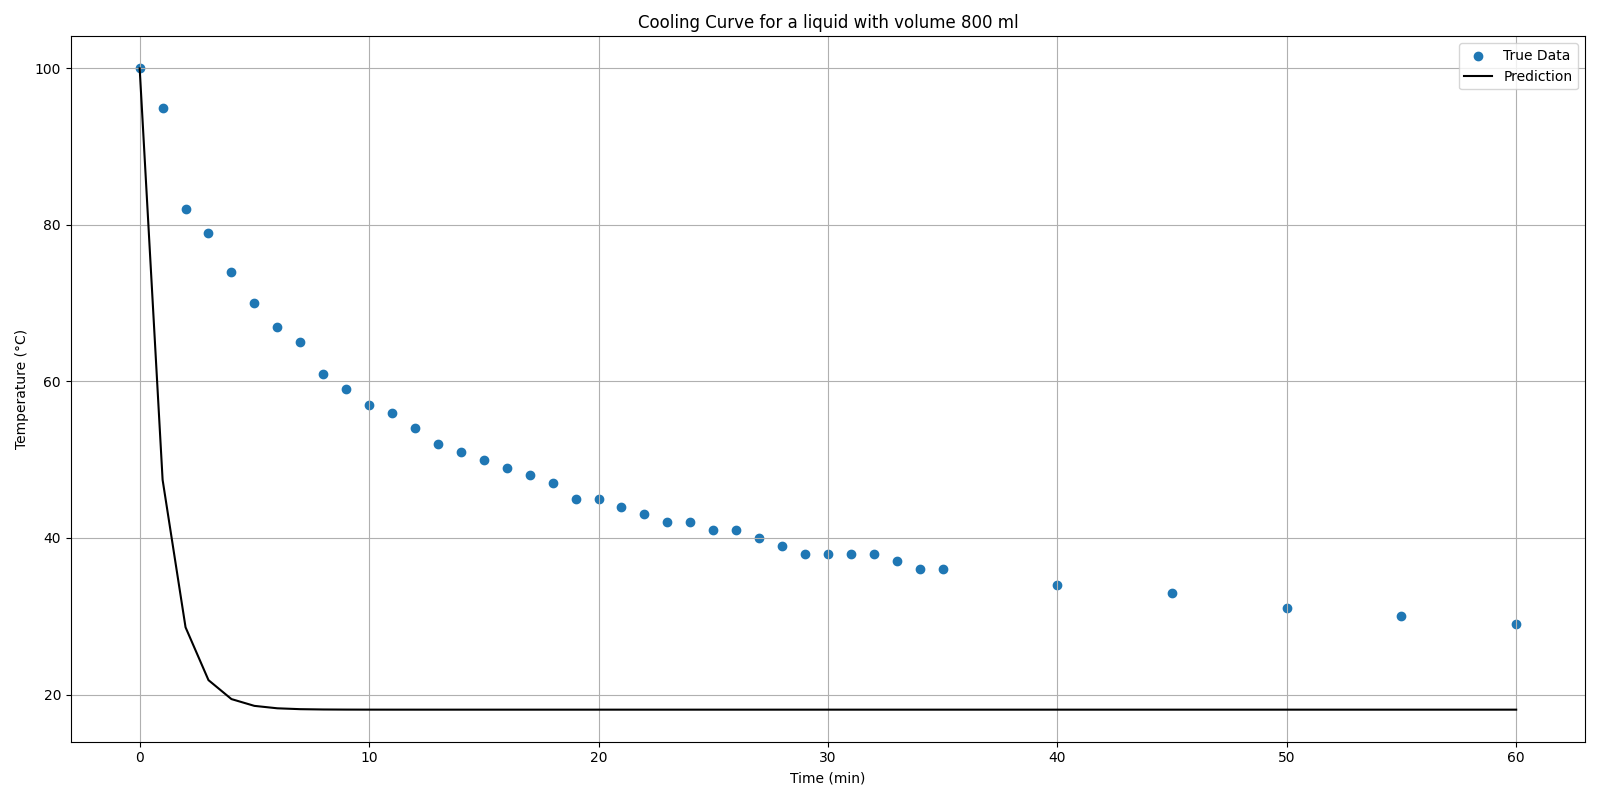 Cooling Curve for a liquid with volume 800 ml
True Data
Prediction
Temperature (°C)
100
80
60
40
20
0 10 20 30 40 50 60
Time (min)